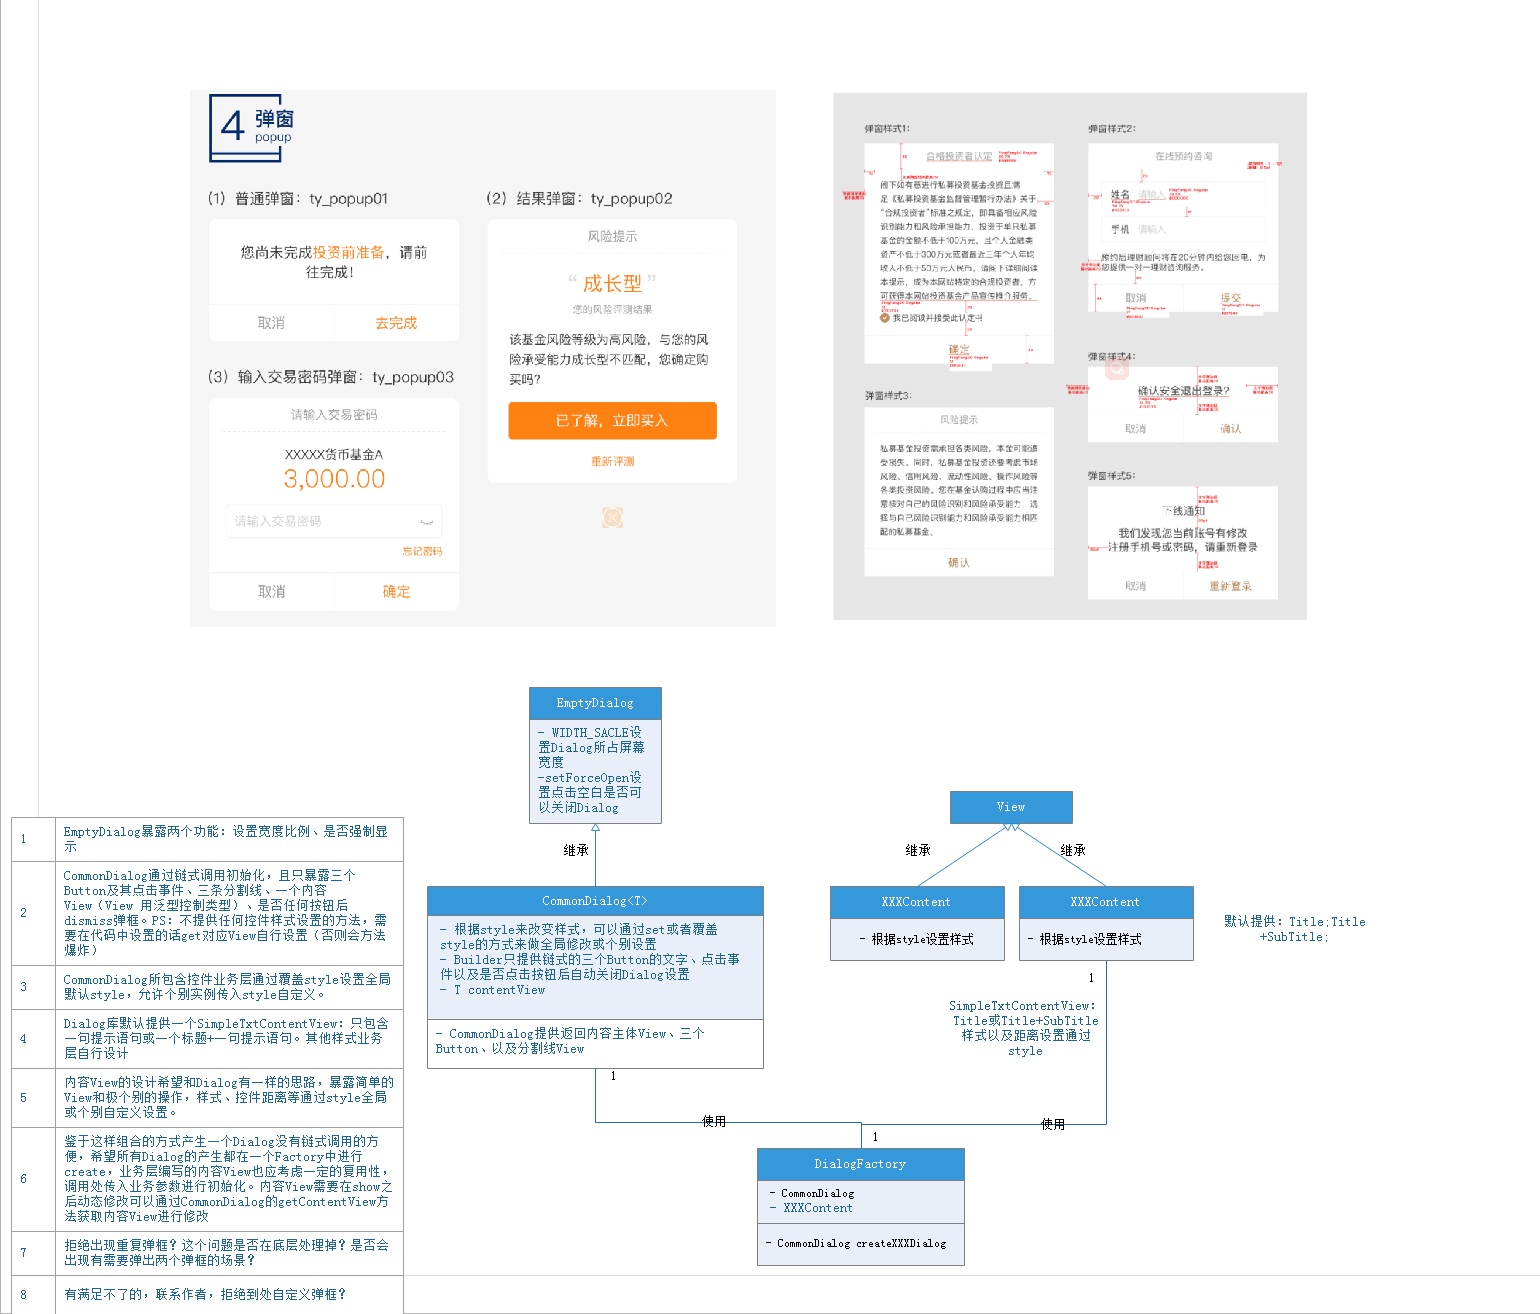 4 弹窗
popup
(1) 普通弹窗：ty_popup01
您尚未完成投资前准备，请前
往完成！
取消 去完成
(2) 结果弹窗：ty_popup02
风险提示
“ 成长型 ”
您的风险评测结果
该基金风险等级为高风险，与您的风
险承受能力成长型不匹配，您确定购
买吗？
已了解，立即买入
重新评测
(3) 输入交易密码弹窗：ty_popup03
请输入交易密码
XXXXX货币基金A
3,000.00
请输入交易密码
忘记密码
取消 确定
弹窗样式1：
合格投资者认定
阁下如有意进行私募投资基金投资且满
足《私募投资基金监督管理暂行办法》关于
“合规投资者”标准之规定，即具备相应风险
识别能力和风险承担能力，投资于单只私募
基金的金额不低于100万元，且个人金融类
资产不低于300万元或者最近三年个人年均
收入不低于50万元人民币，请阁下详细阅读
本提示，成为本网站特定的合规投资者，方
可获得本网站投资基金产品宣传推介服务。
我已阅读并接受此认定书
确定
弹窗样式2：
在线预约咨询
姓名 请输入
手机 请输入
预约后理财顾问将在20分钟内给您回电，为
您提供一对一理财咨询服务。
取消 提交
弹窗样式3：
风险提示
私募基金投资需承担各类风险，本金可能遭
受损失。同时，私募基金投资还要考虑市场
风险、信用风险、流动性风险、操作风险等
各类投资风险。您在基金认购过程中应当注
意核对自己的风险识别和风险承受能力，选
择与自己风险识别能力和风险承受能力相匹
配的私募基金。
确认
弹窗样式4：
确认安全退出登录？
取消 确认
弹窗样式5：
下线通知
我们发现您当前账号有修改
注册手机号或密码，请重新登录
取消 重新登录
EmptyDialog
- WIDTH_SACLE设
置Dialog所占屏幕
宽度
-setForceOpen设
置点击空白是否可
以关闭Dialog
继承
CommonDialog<T>
- 根据style来改变样式，可以通过set或者覆盖
style的方式来做全局修改或个别设置
- Builder只提供链式的三个Button的文字、点击事
件以及是否点击按钮后自动关闭Dialog设置
- T contentView
- CommonDialog提供返回内容主体View、三个
Button、以及分割线View
1
使用
View
继承 继承
XXXContent
- 根据style设置样式
XXXContent
- 根据style设置样式
默认提供：Title;Title
+SubTitle;
1
SimpleTxtContentView：
Title或Title+SubTitle
样式以及距离设置通过
style
使用
1
DialogFactory
- CommonDialog
- XXXContent
- CommonDialog createXXXDialog
1 EmptyDialog暴露两个功能：设置宽度比例、是否强制显
示
2 CommonDialog通过链式调用初始化，且只暴露三个
Button及其点击事件、三条分割线、一个内容
View（View 用泛型控制类型）、是否任何按钮后
dismiss弹框。PS：不提供任何控件样式设置的方法，需
要在代码中设置的话get对应View自行设置（否则会方法
爆炸）
3 CommonDialog所包含控件业务层通过覆盖style设置全局
默认style，允许个别实例传入style自定义。
4 Dialog库默认提供一个SimpleTxtContentView：只包含
一句提示语句或一个标题+一句提示语句。其他样式业务
层自行设计
5 内容View的设计希望和Dialog有一样的思路，暴露简单的
View和极个别的操作，样式、控件距离等通过style全局
或个别自定义设置。
6 鉴于这样组合的方式产生一个Dialog没有链式调用的方
便，希望所有Dialog的产生都在一个Factory中进行
create，业务层编写的内容View也应考虑一定的复用性，
调用处传入业务参数进行初始化。内容View需要在show之
后动态修改可以通过CommonDialog的getContentView方
法获取内容View进行修改
7 拒绝出现重复弹框？这个问题是否在底层处理掉？是否会
出现有需要弹出两个弹框的场景？
8 有满足不了的，联系作者，拒绝到处自定义弹框？